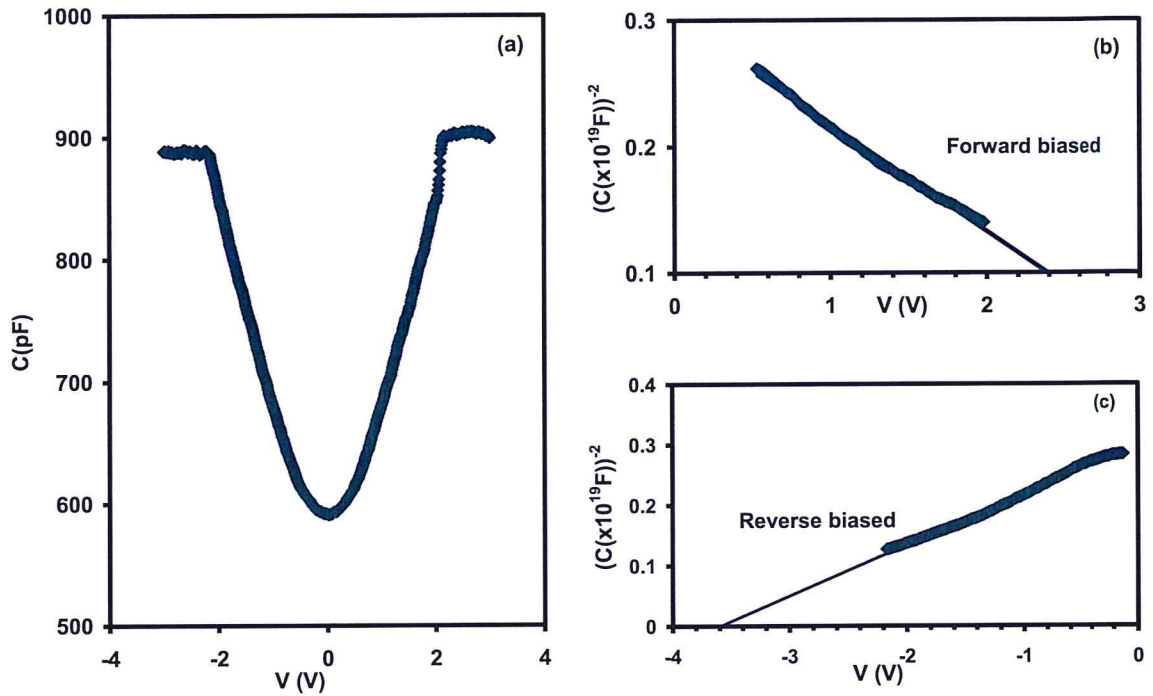 1000
900
800
700
600
500
C(pF)
(a)
-4
-2
0
2
4
V (V)
0.3
0.2
0.1
(C(x10¹⁹F))⁻²
(b)
Forward biased
0
1
2
3
V (V)
0.4
0.3
0.2
0.1
0
(C(x10¹⁹F))⁻²
(c)
Reverse biased
-4
-3
-2
-1
0
V (V)